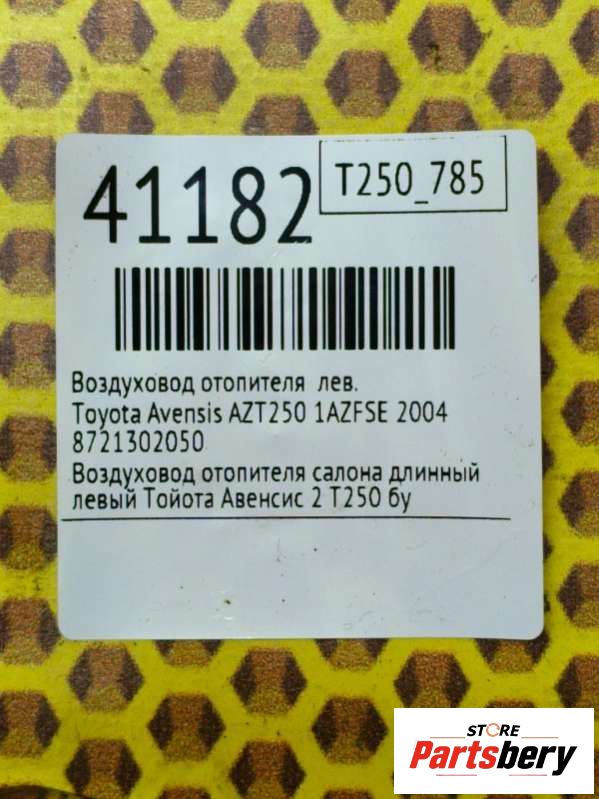 41182
T250_785
Воздуховод отопителя лев.
Toyota Avensis AZT250 1AZFSE 2004
8721302050
Воздуховод отопителя салона длинный
левый Тойота Авенсис 2 Т250 бу
STORE
Partsbery